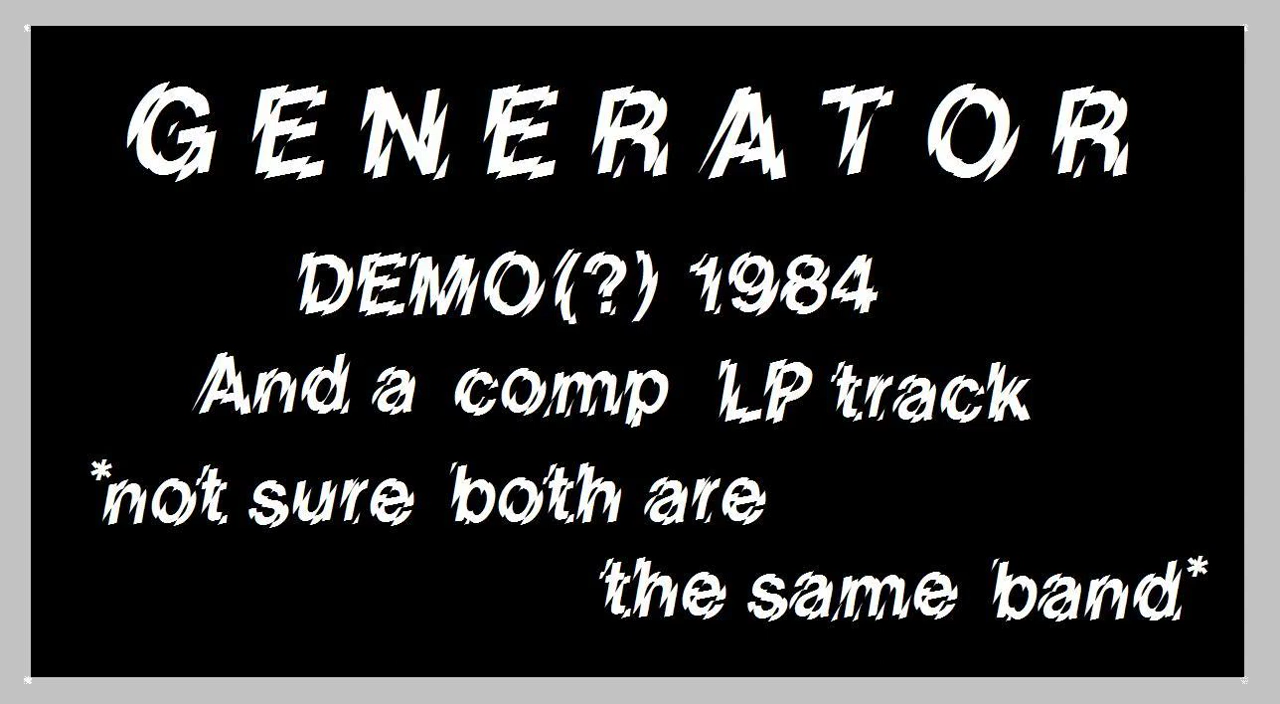 GENERATOR
DEMO(?) 1984
And a comp LP track
*not sure both are
the same band*